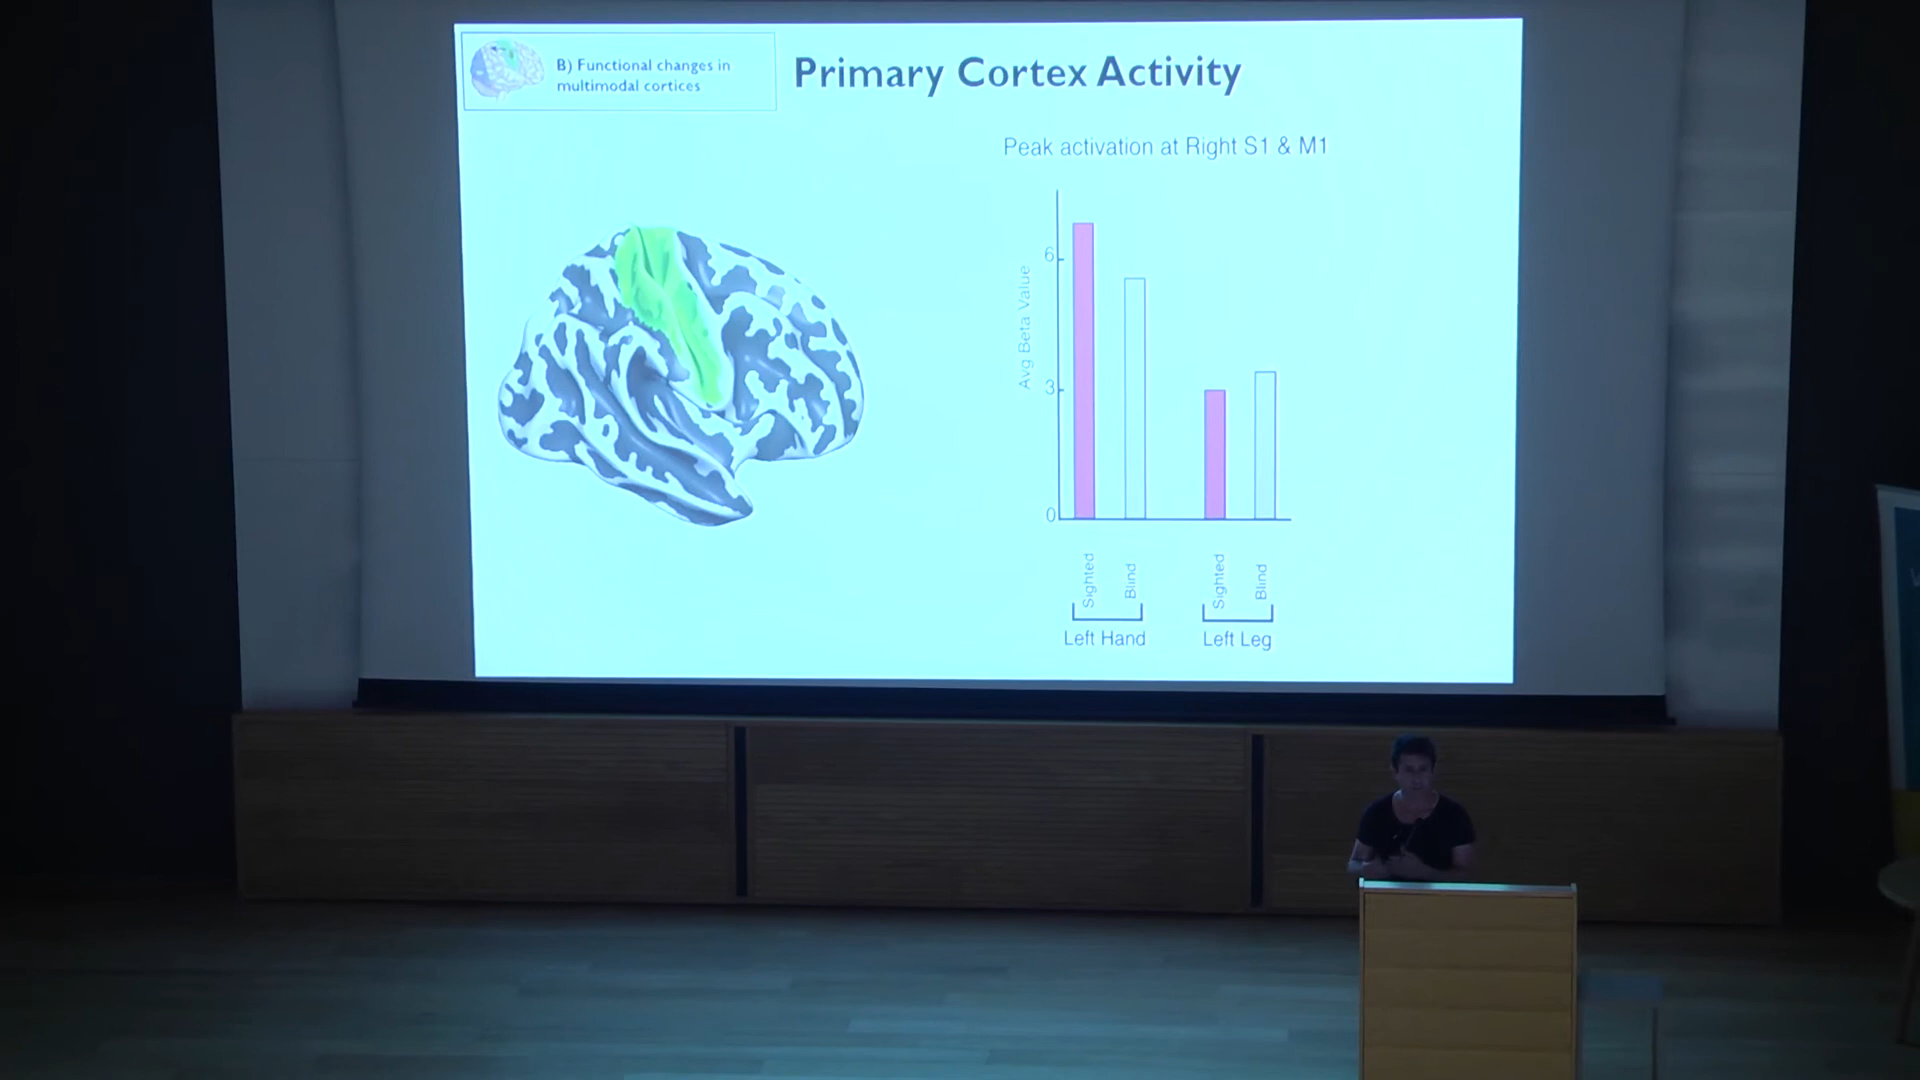 B) Functional changes in
multimodal cortices
Primary Cortex Activity
Peak activation at Right S1 & M1
Avg Beta Value
6
3
0
Sighted
Blind
Sighted
Blind
Left Hand
Left Leg